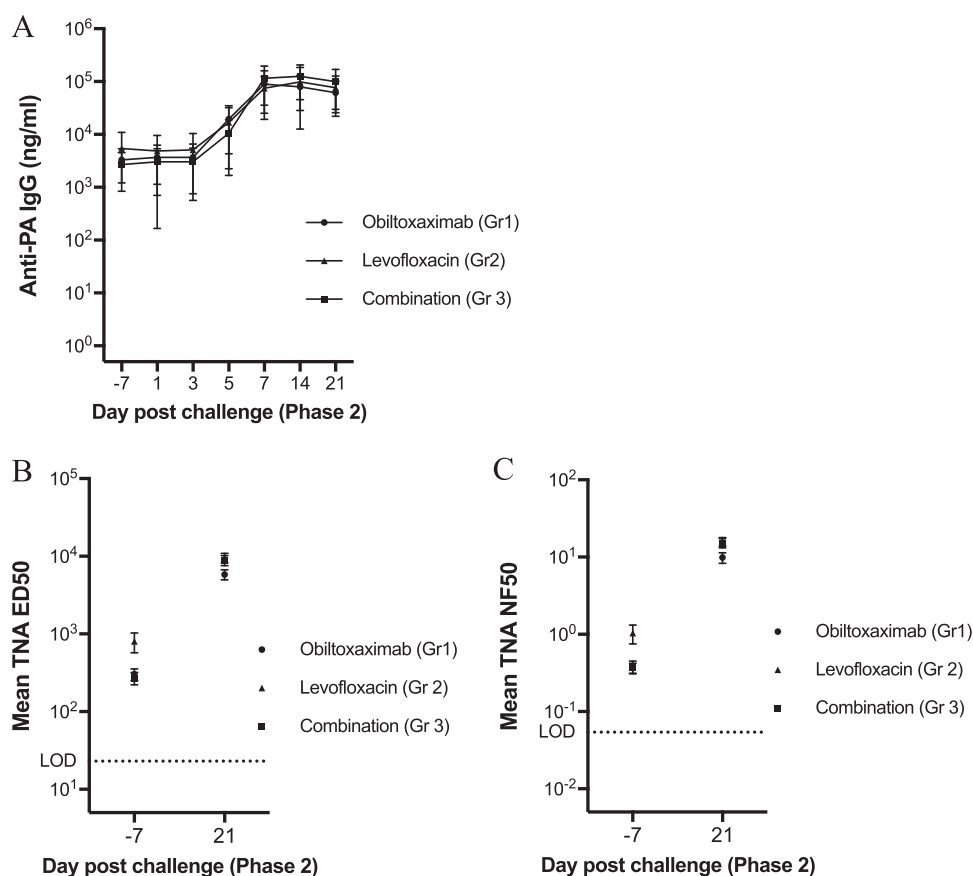 A
Anti-PA IgG (ng/ml)
10⁶
10⁵
10⁴
10³
10²
10¹
10⁰
Obiltoxaximab (Gr1)
Levofloxacin (Gr2)
Combination (Gr 3)
-7 1 3 5 7 14 21
Day post challenge (Phase 2)
B
Mean TNA ED50
10⁵
10⁴
10³
10²
LOD
10¹
Obiltoxaximab (Gr1)
Levofloxacin (Gr 2)
Combination (Gr 3)
-7 21
Day post challenge (Phase 2)
C
Mean TNA NF50
10²
10¹
10⁰
10⁻¹
LOD
10⁻²
Obiltoxaximab (Gr1)
Levofloxacin (Gr 2)
Combination (Gr 3)
-7 21
Day post challenge (Phase 2)